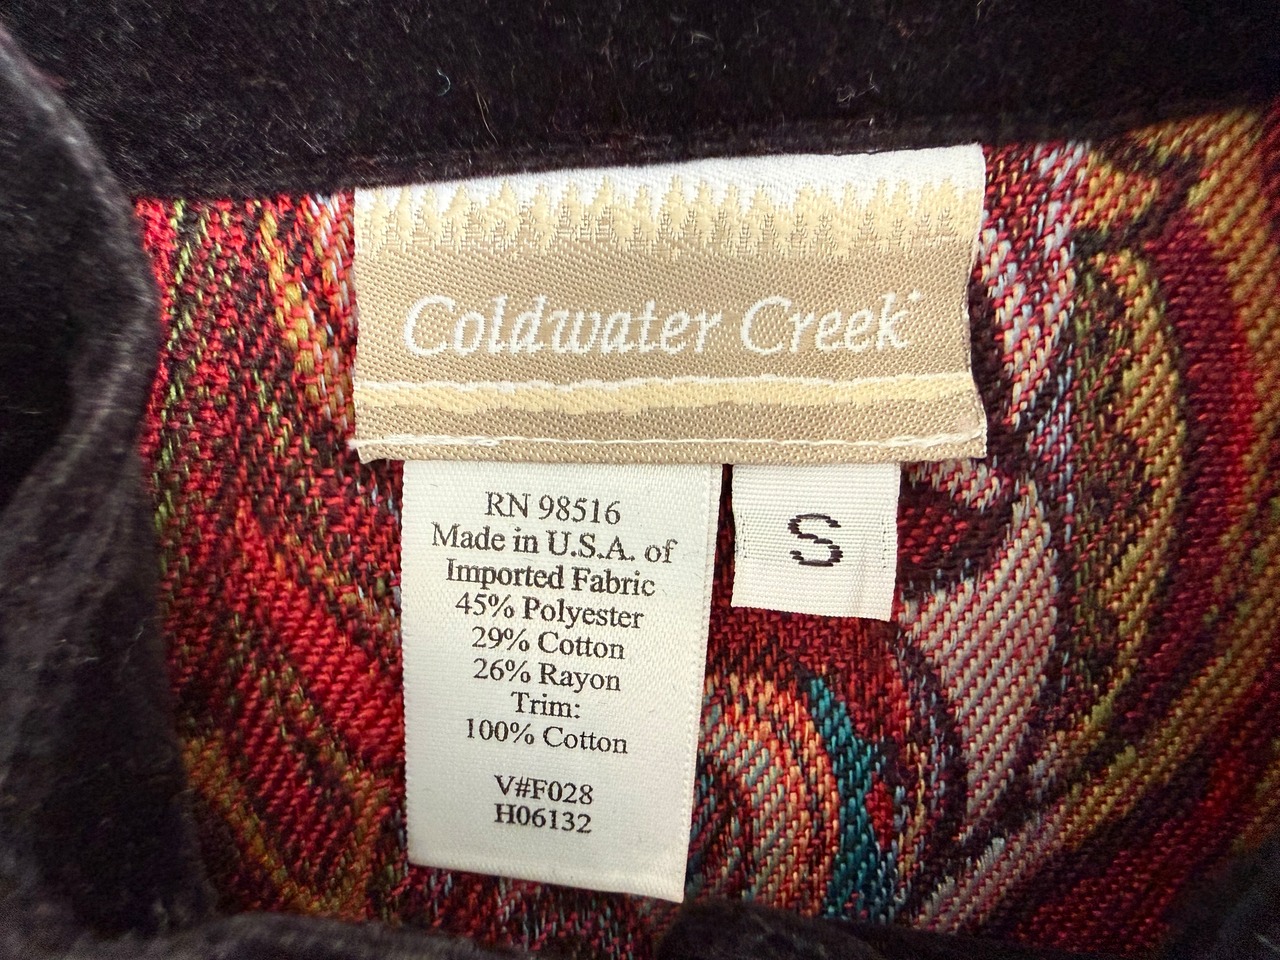 Coldwater Creek
RN 98516
Made in U.S.A. of
Imported Fabric
45% Polyester
29% Cotton
26% Rayon
Trim:
100% Cotton
V#F028
H06132
S